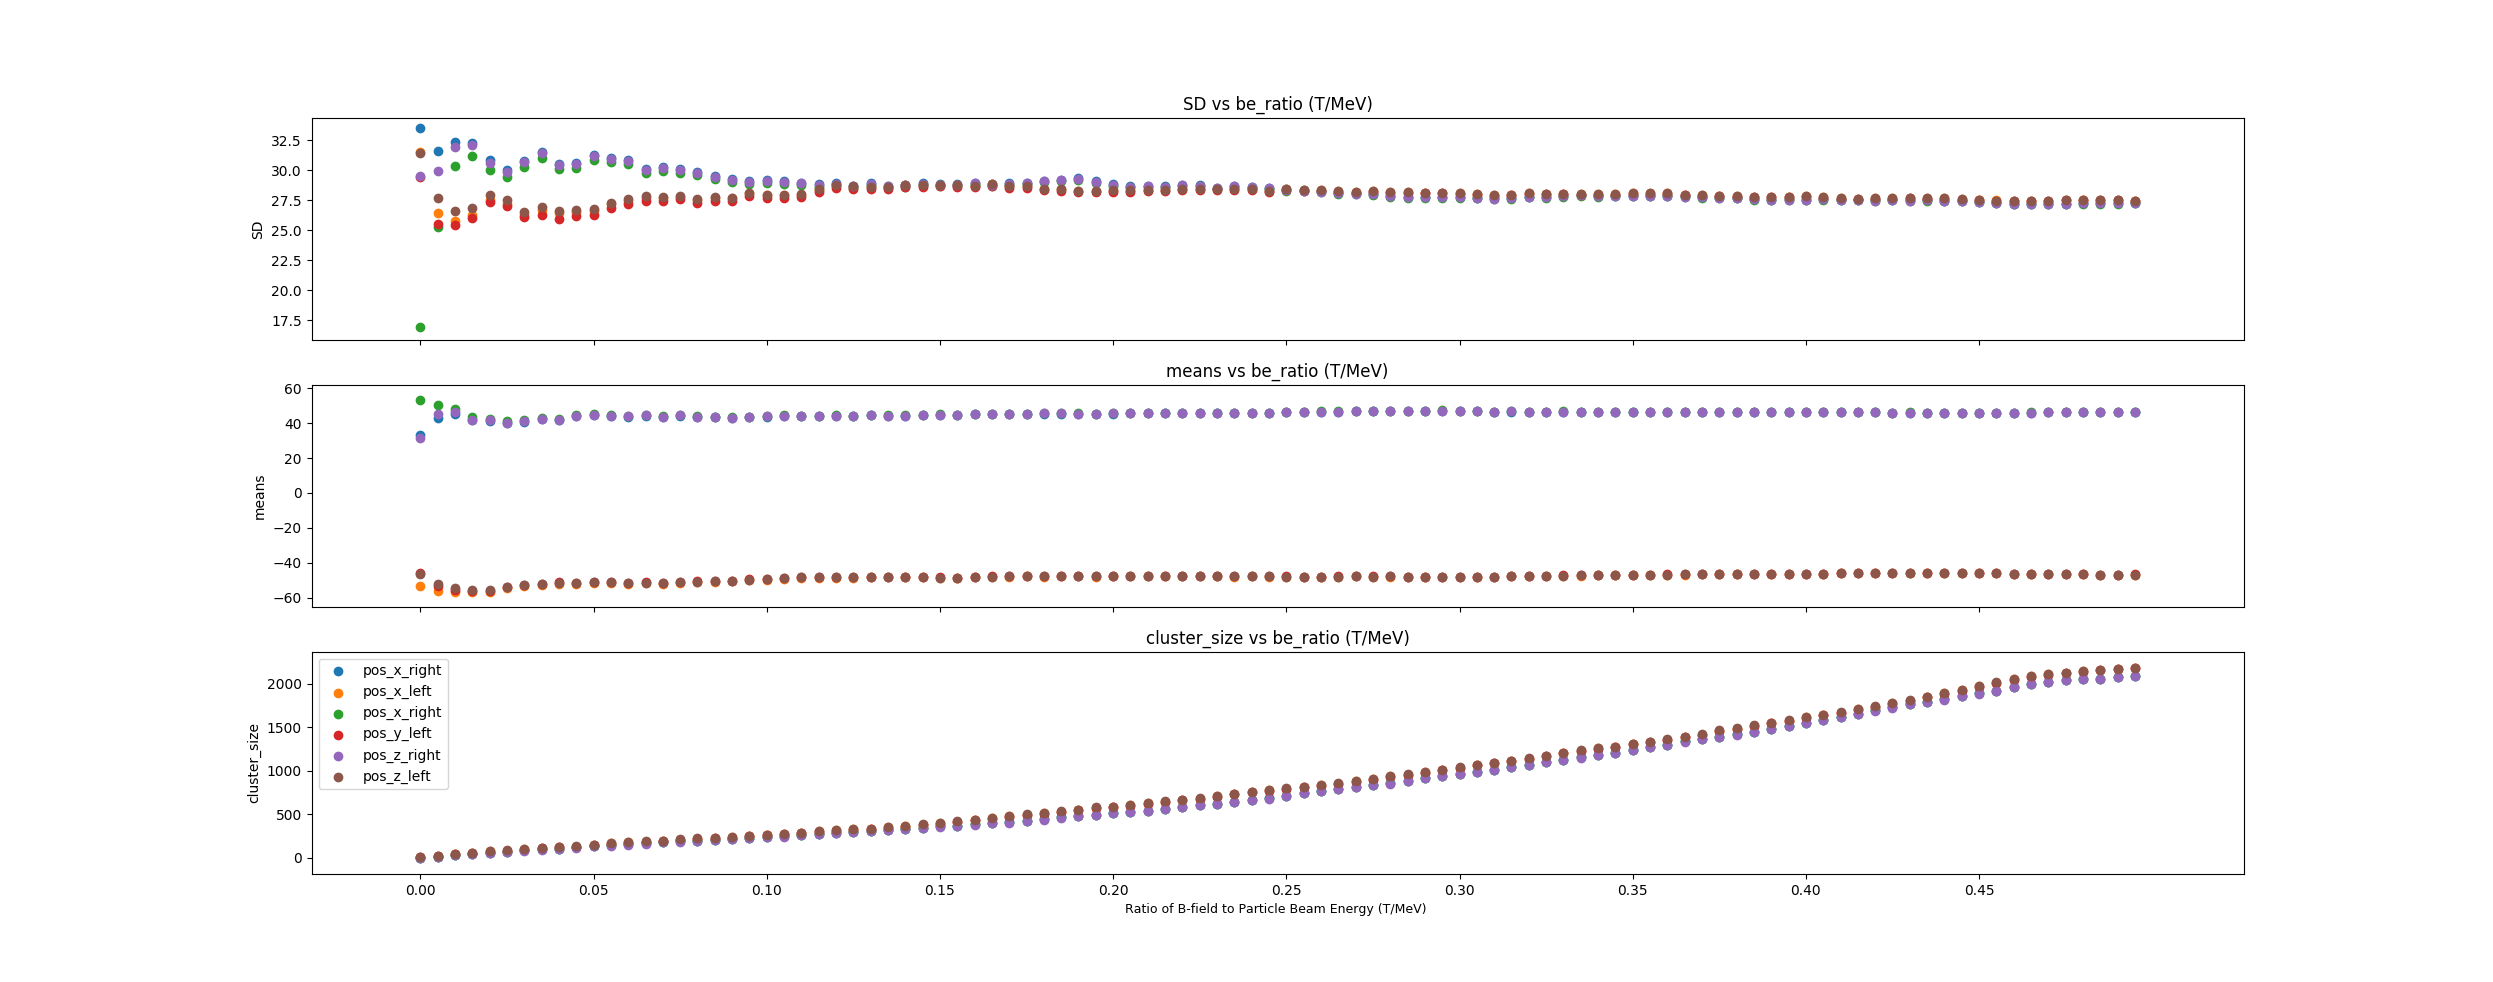 SD vs be_ratio (T/MeV)
32.5
30.0
27.5
25.0
22.5
20.0
17.5
SD
means vs be_ratio (T/MeV)
60
40
20
0
−20
−40
−60
means
cluster_size vs be_ratio (T/MeV)
pos_x_right
pos_x_left
pos_x_right
pos_y_left
pos_z_right
pos_z_left
2000
1500
1000
500
0
cluster_size
0.00 0.05 0.10 0.15 0.20 0.25 0.30 0.35 0.40 0.45
Ratio of B-field to Particle Beam Energy (T/MeV)